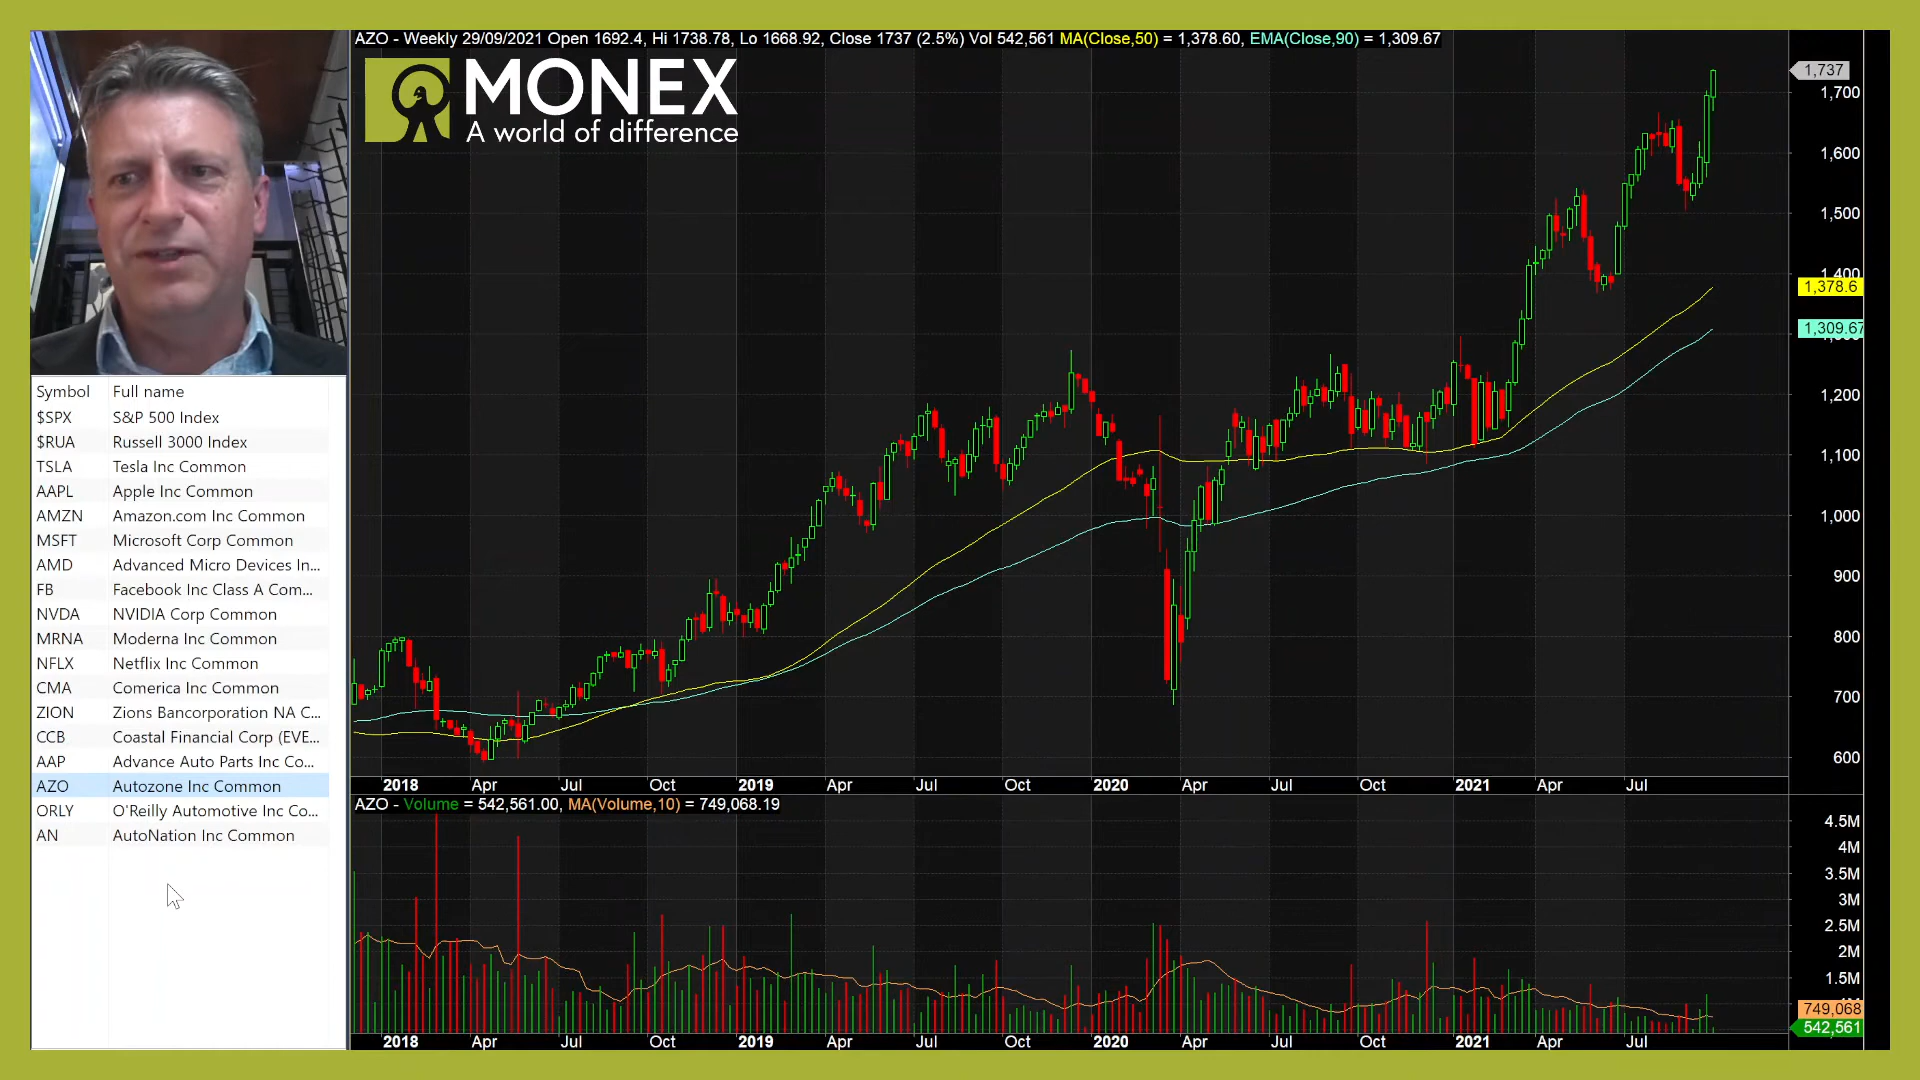 AZO - Weekly 29/09/2021 Open 1692.4, Hi 1738.78, Lo 1668.92, Close 1737 (2.5%) Vol 542,561 MA(Close,50) = 1,378.60, EMA(Close,90) = 1,309.67
MONEX
A world of difference
1,737
1,700
1,600
1,500
1,400
1,378.6
1,309.67
1,200
1,100
1,000
900
800
700
600
2018 Apr Jul Oct 2019 Apr Jul Oct 2020 Apr Jul Oct 2021 Apr Jul
AZO - Volume = 542,561.00, MA(Volume,10) = 749,068.19
4.5M
4M
3.5M
3M
2.5M
2M
1.5M
749,068
542,561
2018 Apr Jul Oct 2019 Apr Jul Oct 2020 Apr Jul Oct 2021 Apr Jul
Symbol Full name
$SPX S&P 500 Index
$RUA Russell 3000 Index
TSLA Tesla Inc Common
AAPL Apple Inc Common
AMZN Amazon.com Inc Common
MSFT Microsoft Corp Common
AMD Advanced Micro Devices In...
FB Facebook Inc Class A Com...
NVDA NVIDIA Corp Common
MRNA Moderna Inc Common
NFLX Netflix Inc Common
CMA Comerica Inc Common
ZION Zions Bancorporation NA C...
CCB Coastal Financial Corp (EVE...
AAP Advance Auto Parts Inc Co...
AZO Autozone Inc Common
ORLY O'Reilly Automotive Inc Co...
AN AutoNation Inc Common